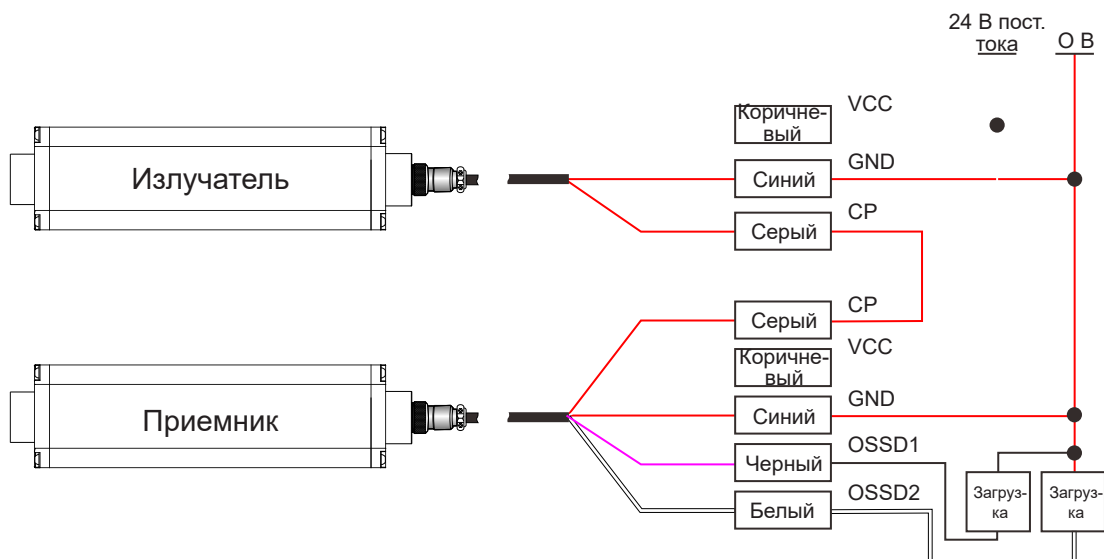 24 В пост.
тока
О В
VCC
Коричне-
вый
GND
Излучатель
Синий
CP
Серый
CP
Серый
VCC
Коричне-
вый
GND
Приемник
Синий
OSSD1
Черный
OSSD2
Белый
Загруз-
ка
Загруз-
ка